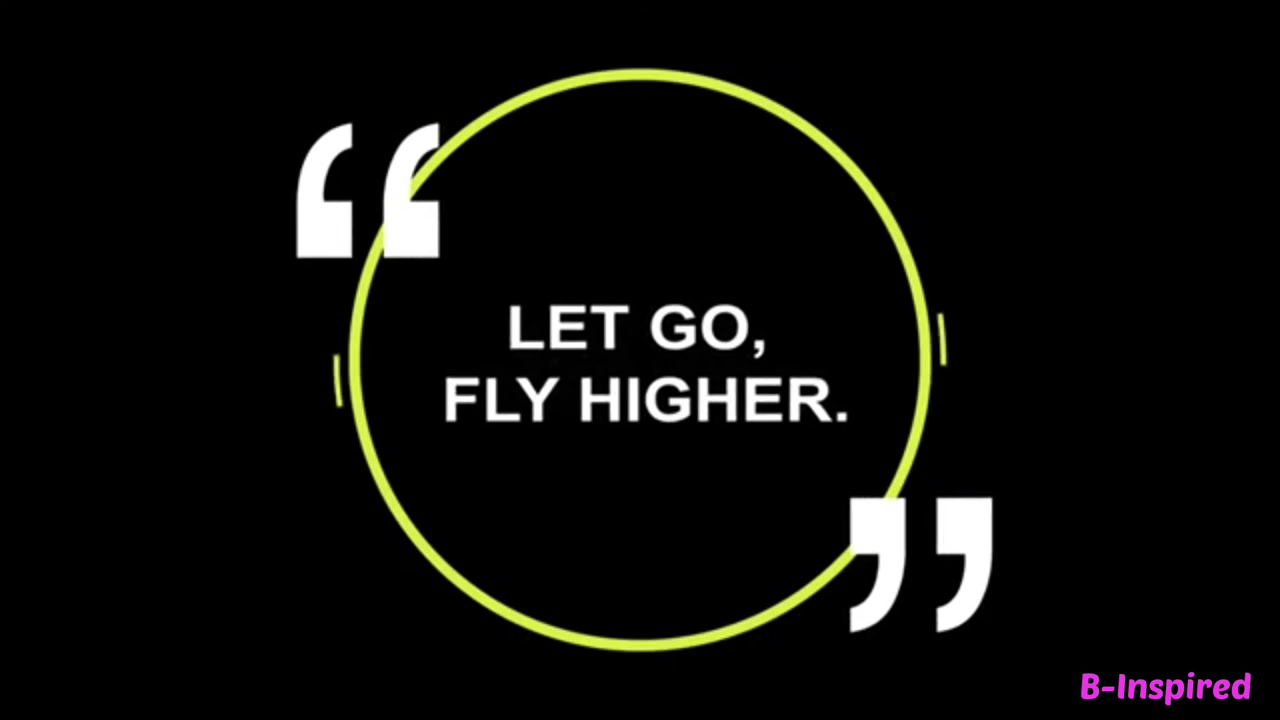 “
LET GO,
FLY HIGHER.
”
B-Inspired